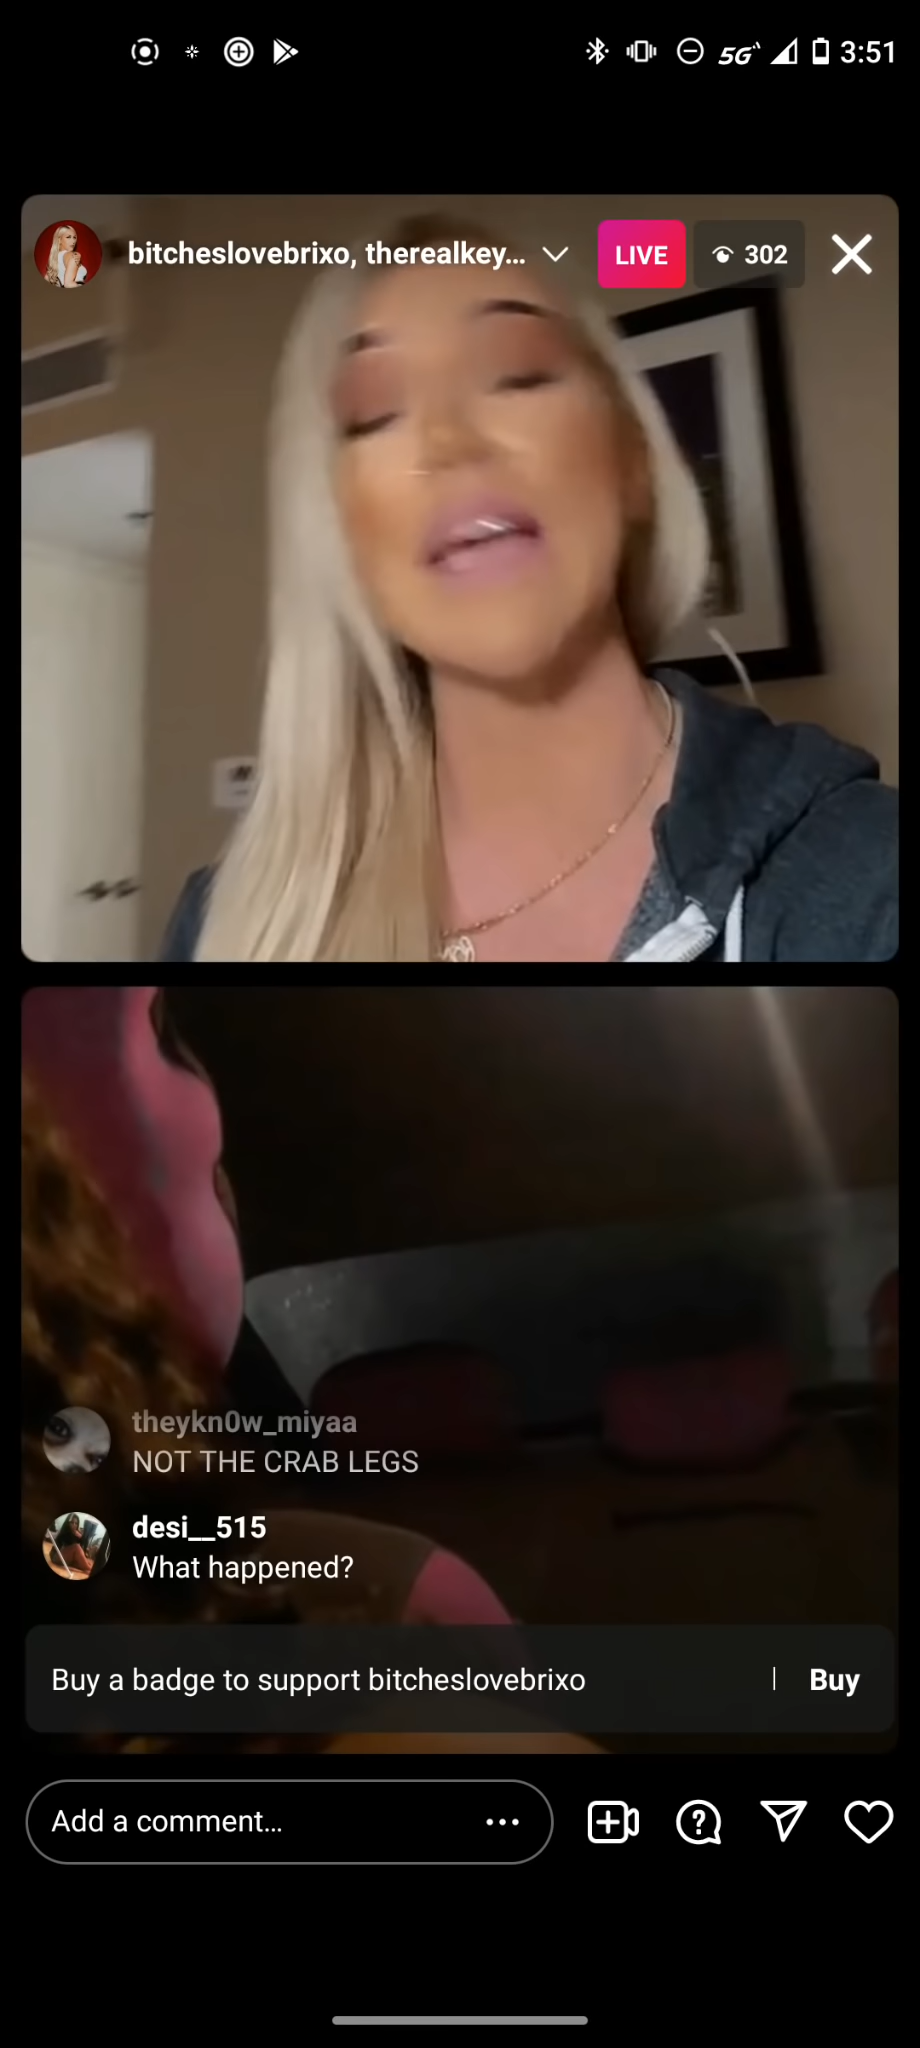 5G 3:51
bitcheslovebrixo, therealkey... LIVE 302
theykn0w_miyaa
NOT THE CRAB LEGS
desi__515
What happened?
Buy a badge to support bitcheslovebrixo | Buy
Add a comment...